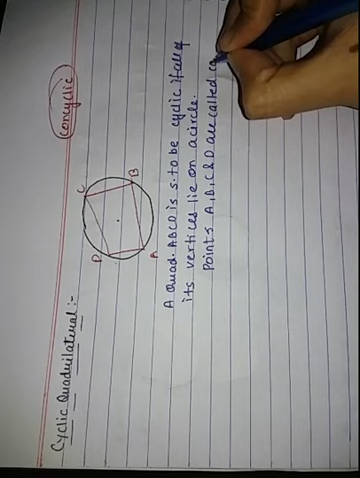 Cyclic Quadrilateral:-
concyclic
D
C
A
B
A Quad. ABCD is s. to be cyclic if all of
its vertices lie on a circle.
Points A, B, C & D are called co